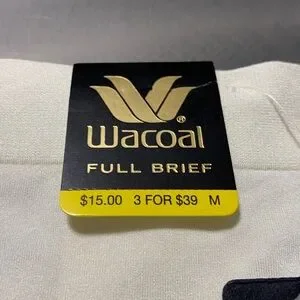 Wacoal®
FULL BRIEF
$15.00 3 FOR $39 M